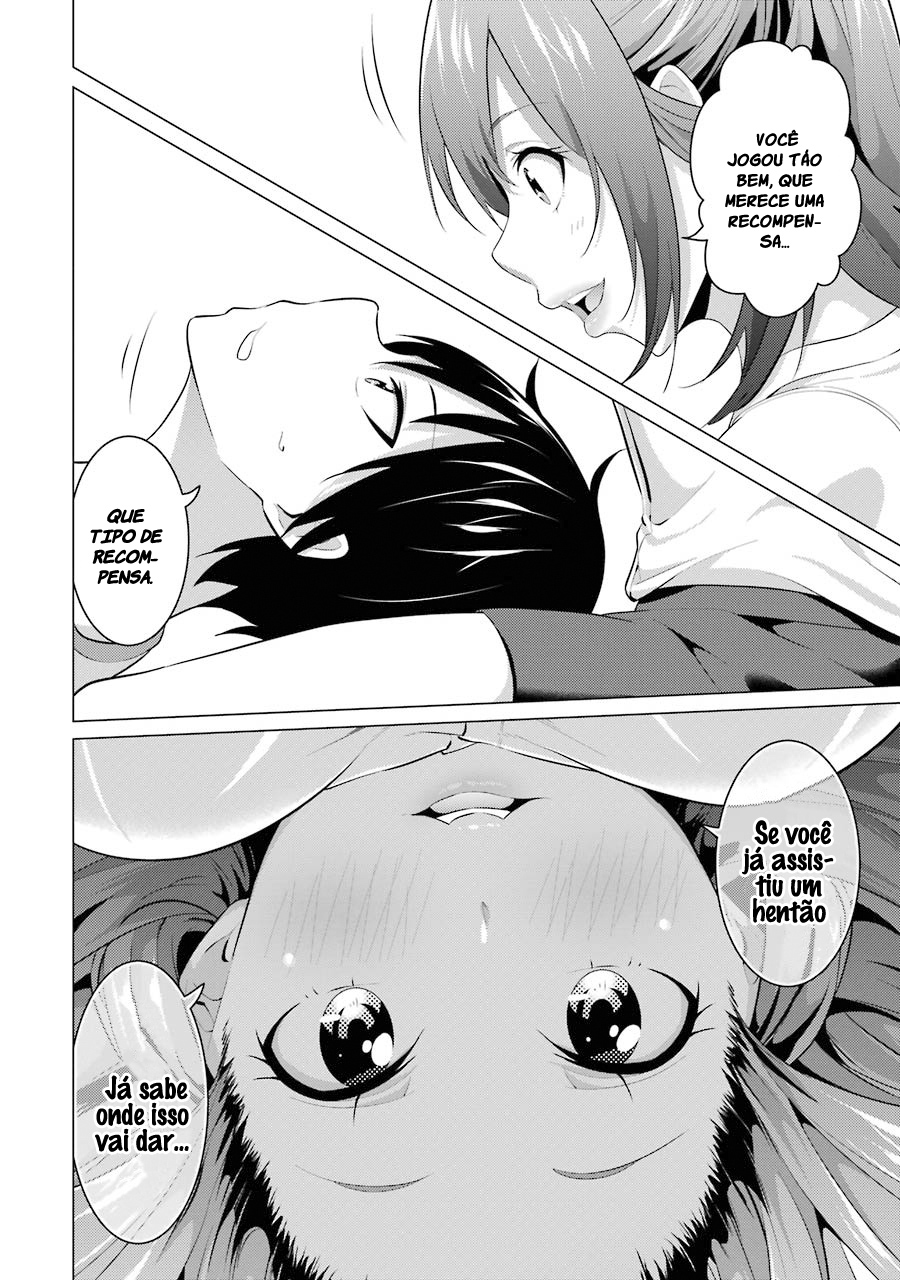 VOCÊ
JOGOU TÃO
BEM, QUE
MERECE UMA
RECOMPEN-
SA...
QUE
TIPO DE
RECOM-
PENSA.
Se você
já assis-
tiu um
hentão
Já sabe
onde isso
vai dar...